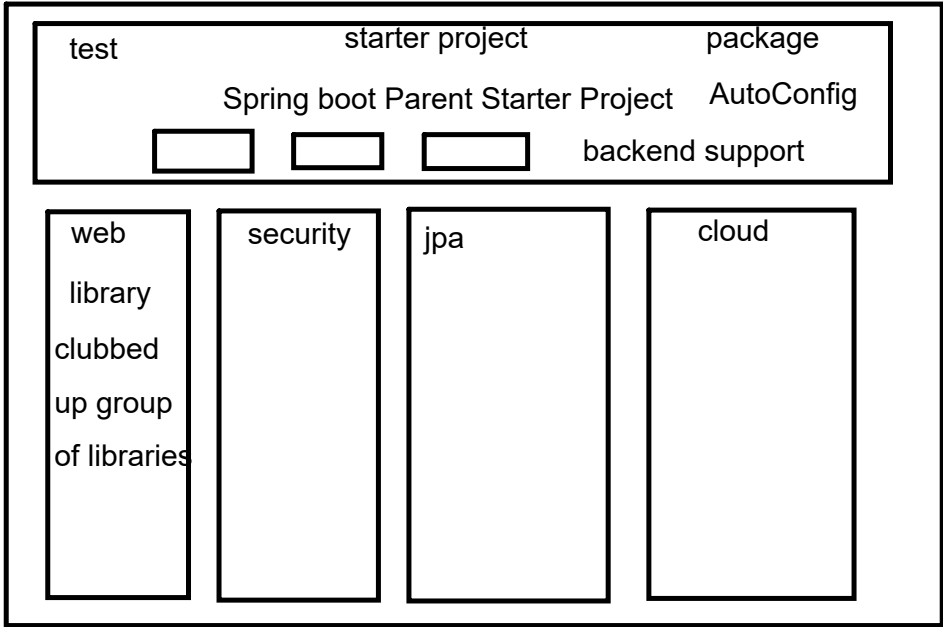 test
starter project
package
Spring boot Parent Starter Project
AutoConfig
backend support
web
library
clubbed
up group
of libraries
security
jpa
cloud